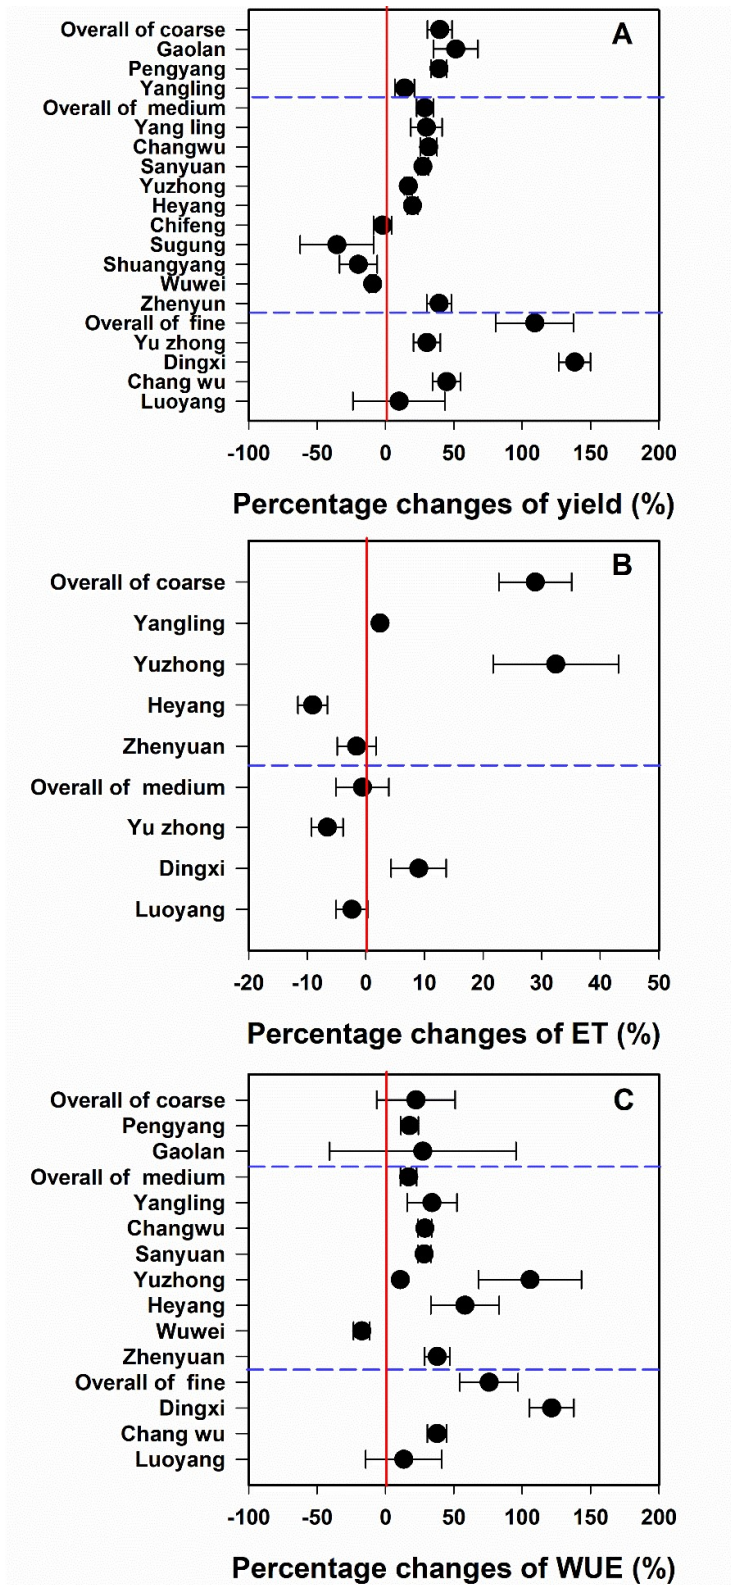 A
Overall of coarse
Gaolan
Pengyang
Yangling
Overall of medium
Yang ling
Changwu
Sanyuan
Yuzhong
Heyang
Chifeng
Sugung
Shuangyang
Wuwei
Zhenyun
Overall of fine
Yu zhong
Dingxi
Chang wu
Luoyang
-100 -50 0 50 100 150 200
Percentage changes of yield (%)
B
Overall of coarse
Yangling
Yuzhong
Heyang
Zhenyuan
Overall of medium
Yu zhong
Dingxi
Luoyang
-20 -10 0 10 20 30 40 50
Percentage changes of ET (%)
C
Overall of coarse
Pengyang
Gaolan
Overall of medium
Yangling
Changwu
Sanyuan
Yuzhong
Heyang
Wuwei
Zhenyuan
Overall of fine
Dingxi
Chang wu
Luoyang
-100 -50 0 50 100 150 200
Percentage changes of WUE (%)